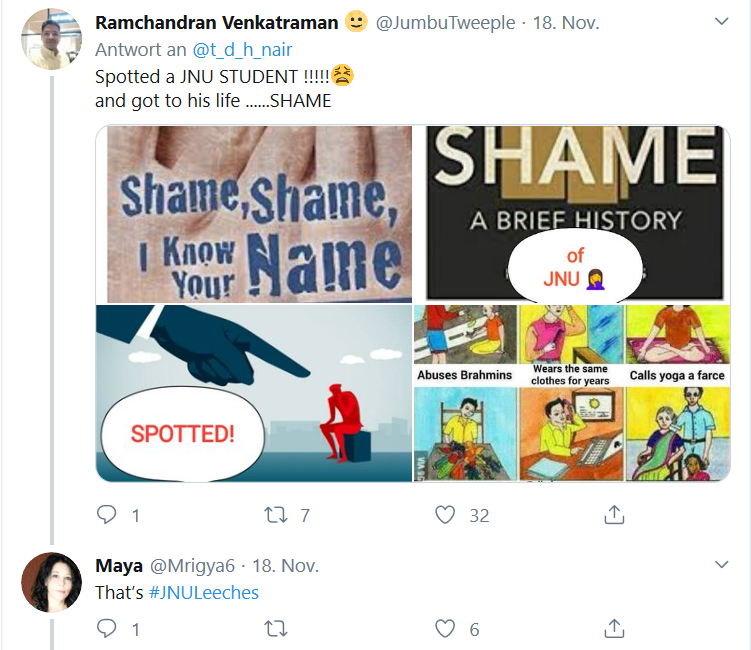 Ramchandran Venkatraman 🙂 @JumbuTweeple · 18. Nov.
Antwort an @t_d_h_nair
Spotted a JNU STUDENT !!!!!😫
and got to his life ......SHAME
Shame, Shame,
I Know
Your Name
SHAME
A BRIEF HISTORY
of
JNU 🤦‍♀️
SPOTTED!
Abuses Brahmins
Wears the same
clothes for years
Calls yoga a farce
1 7 32
Maya @Mrigya6 · 18. Nov.
That's #JNULeeches
1 6